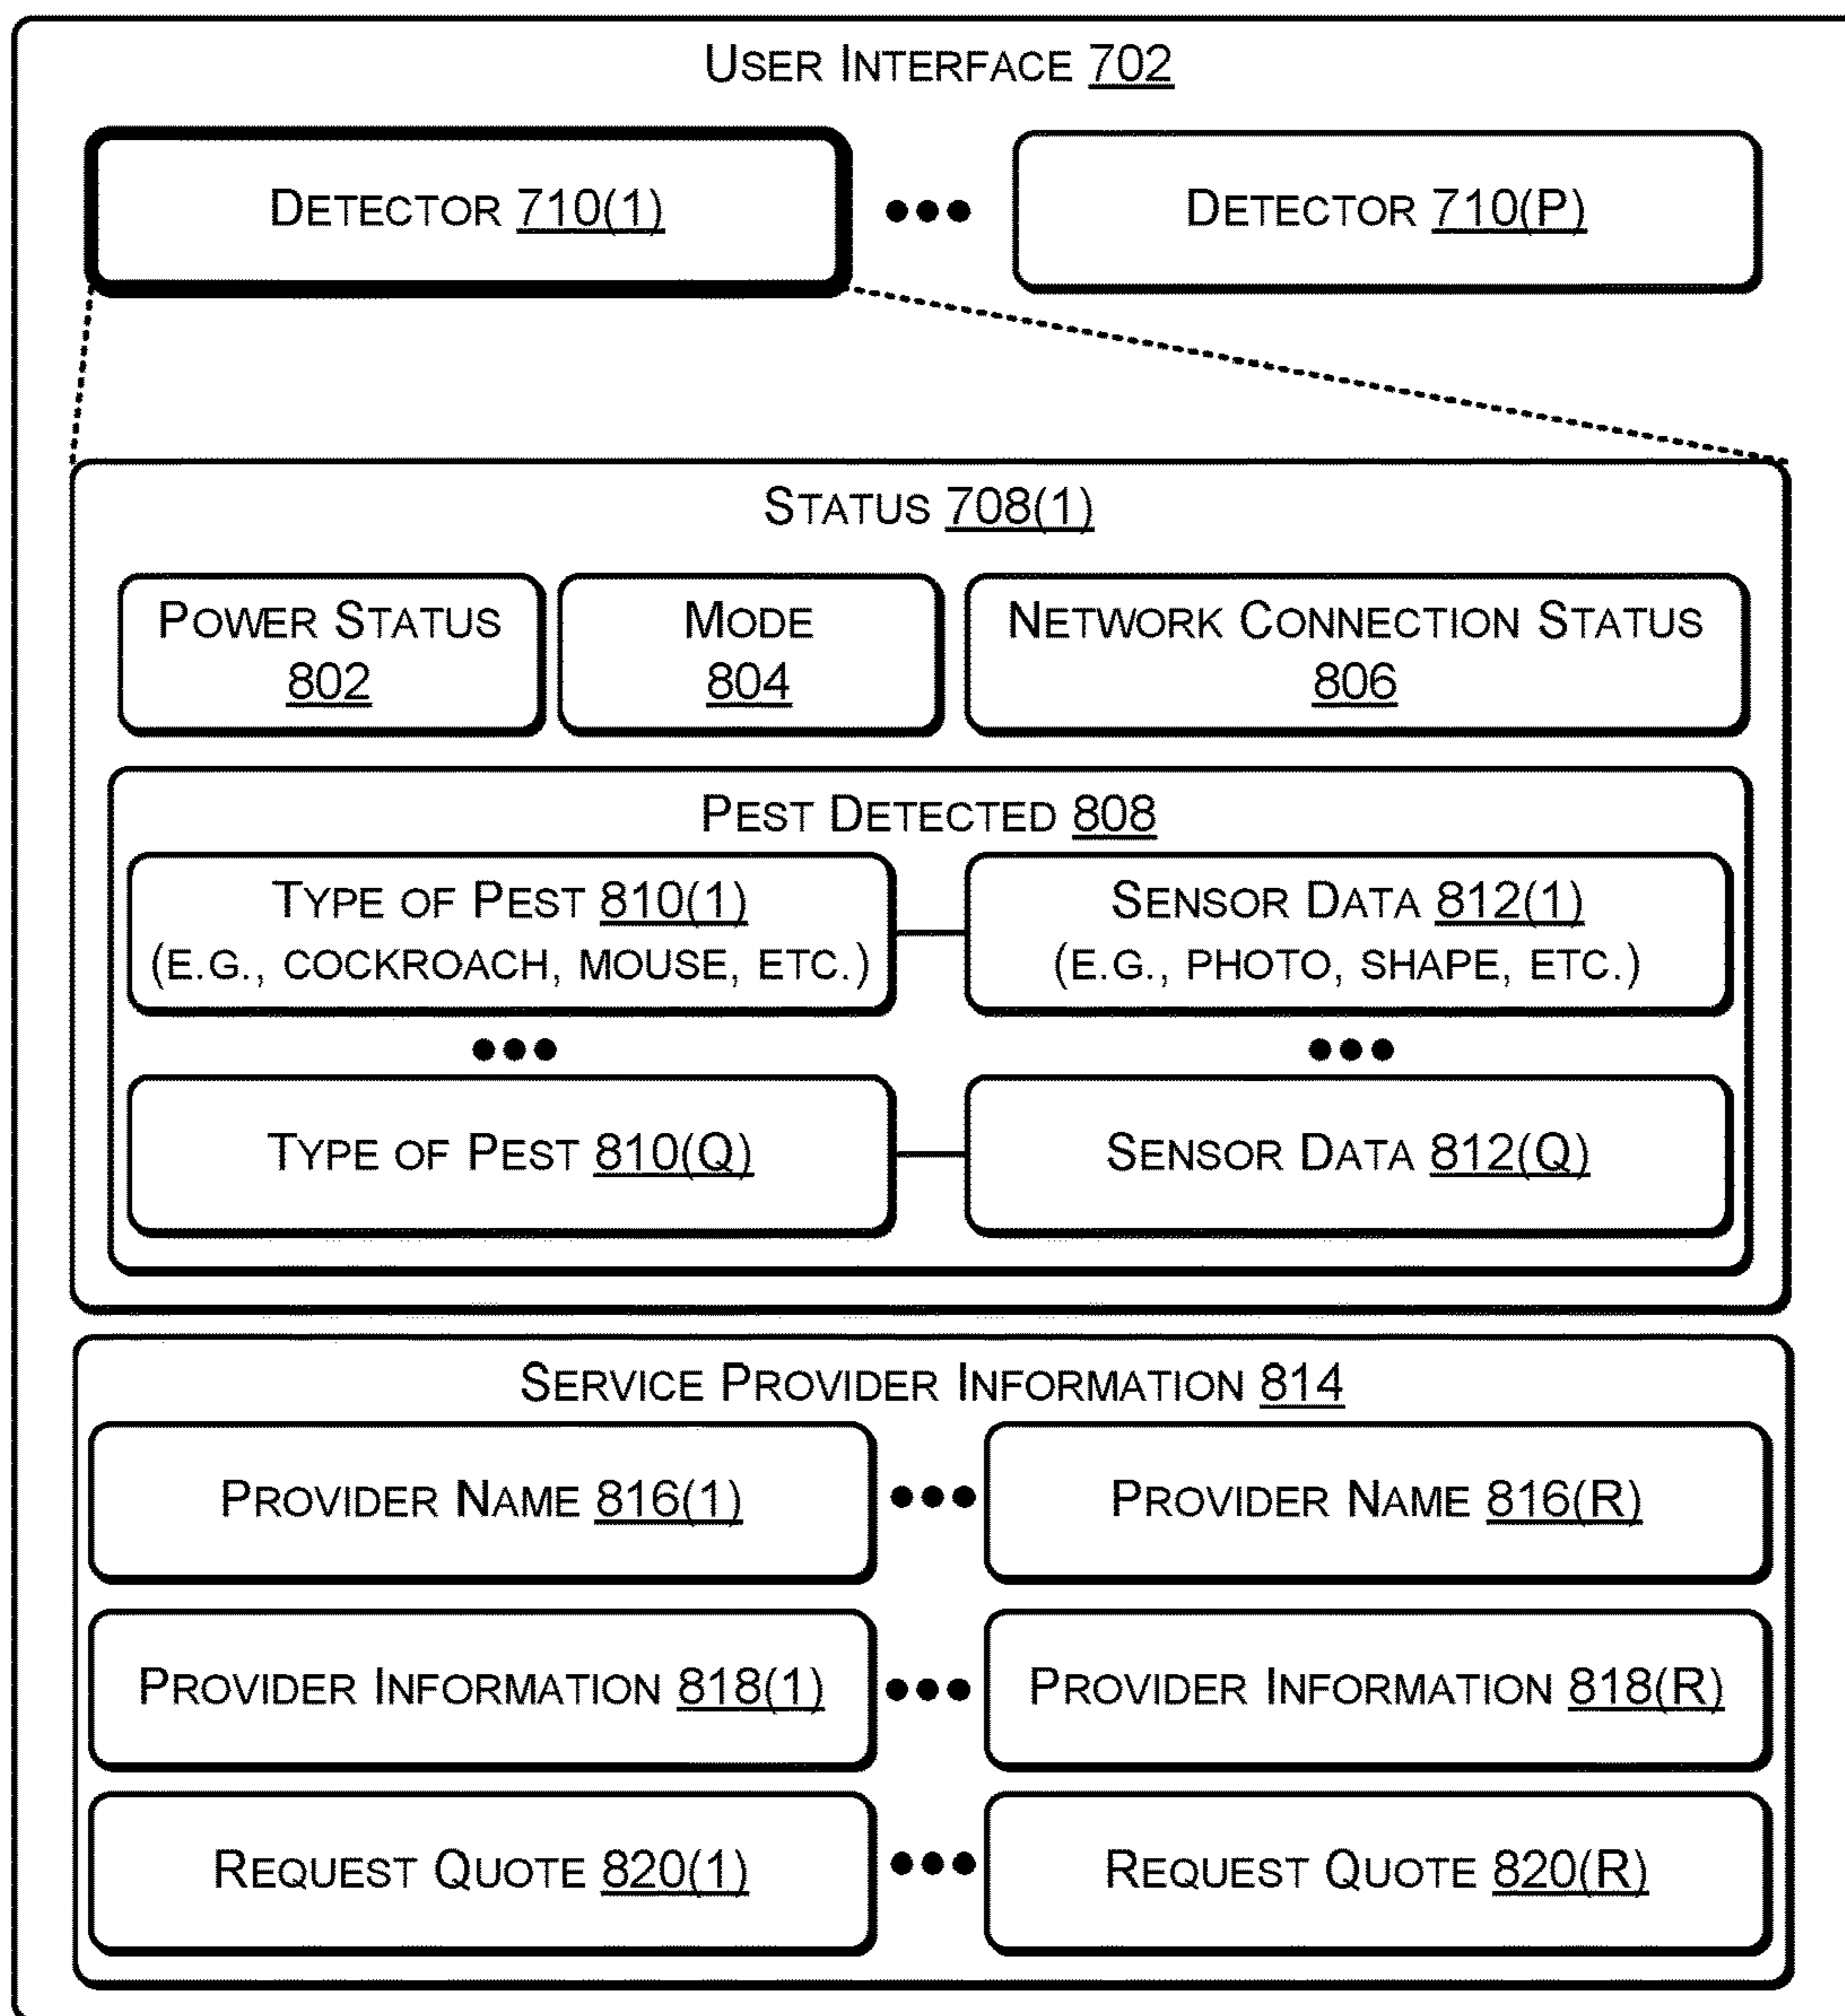 USER INTERFACE 702
DETECTOR 710(1) ●●● DETECTOR 710(P)
STATUS 708(1)
POWER STATUS
802
MODE
804
NETWORK CONNECTION STATUS
806
PEST DETECTED 808
TYPE OF PEST 810(1)
(E.G., COCKROACH, MOUSE, ETC.)
SENSOR DATA 812(1)
(E.G., PHOTO, SHAPE, ETC.)
●●● ●●●
TYPE OF PEST 810(Q)
SENSOR DATA 812(Q)
SERVICE PROVIDER INFORMATION 814
PROVIDER NAME 816(1) ●●● PROVIDER NAME 816(R)
PROVIDER INFORMATION 818(1) ●●● PROVIDER INFORMATION 818(R)
REQUEST QUOTE 820(1) ●●● REQUEST QUOTE 820(R)